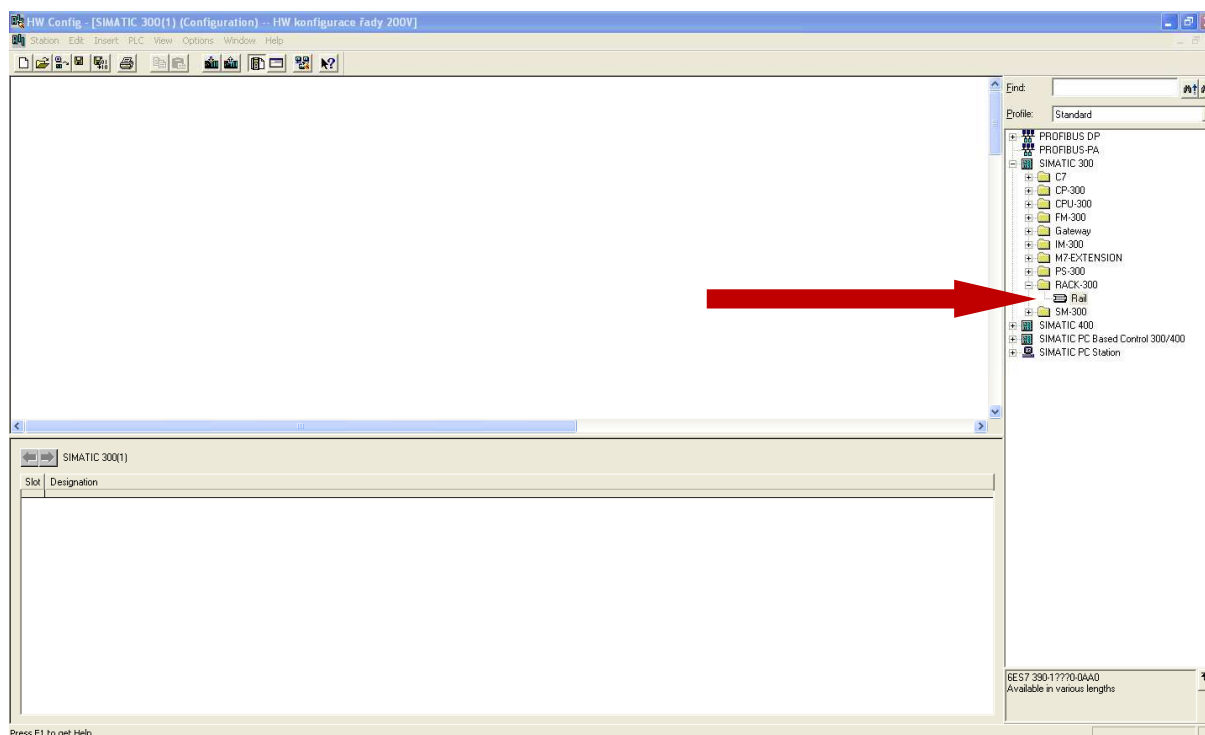 HW Config - [SIMATIC 300(1) (Configuration) -- HW konfigurace řady 200V]
Station Edit Insert PLC View Options Window Help
Find:
Profile: Standard
PROFIBUS DP
PROFIBUS-PA
SIMATIC 300
C7
CP-300
CPU-300
FM-300
Gateway
IM-300
M7-EXTENSION
PS-300
RACK-300
Rail
SM-300
SIMATIC 400
SIMATIC PC Based Control 300/400
SIMATIC PC Station
SIMATIC 300(1)
Slot Designation
6ES7 390-1???0-0AA0
Available in various lengths
Press F1 to get Help.